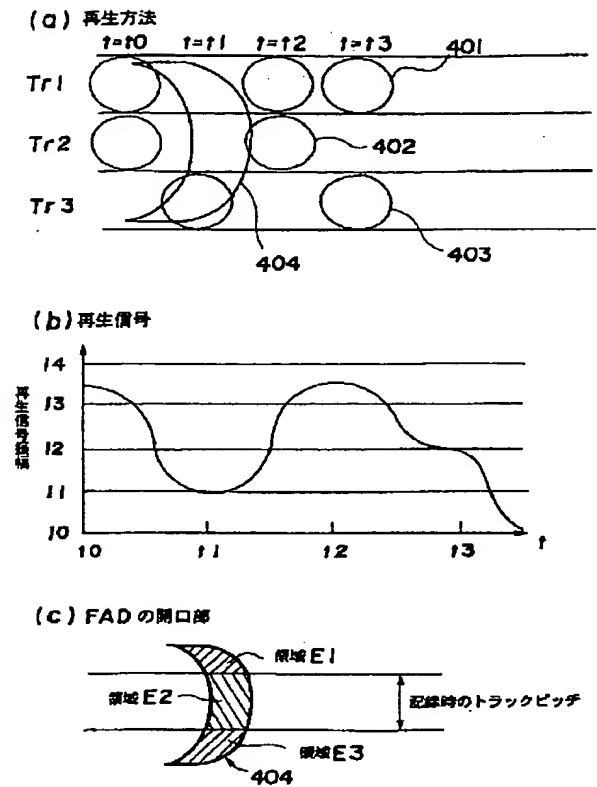 (a) 再生方法
t=t0 t=t1 t=t2 t=t3 401
Tr1
Tr2 402
Tr3
403
404
(b) 再生信号
再生信号振幅
14
13
12
11
10
t0 t1 t2 t3 t
(c) FADの開口部
領域E1
領域E2
記録時のトラックピッチ
領域E3
404